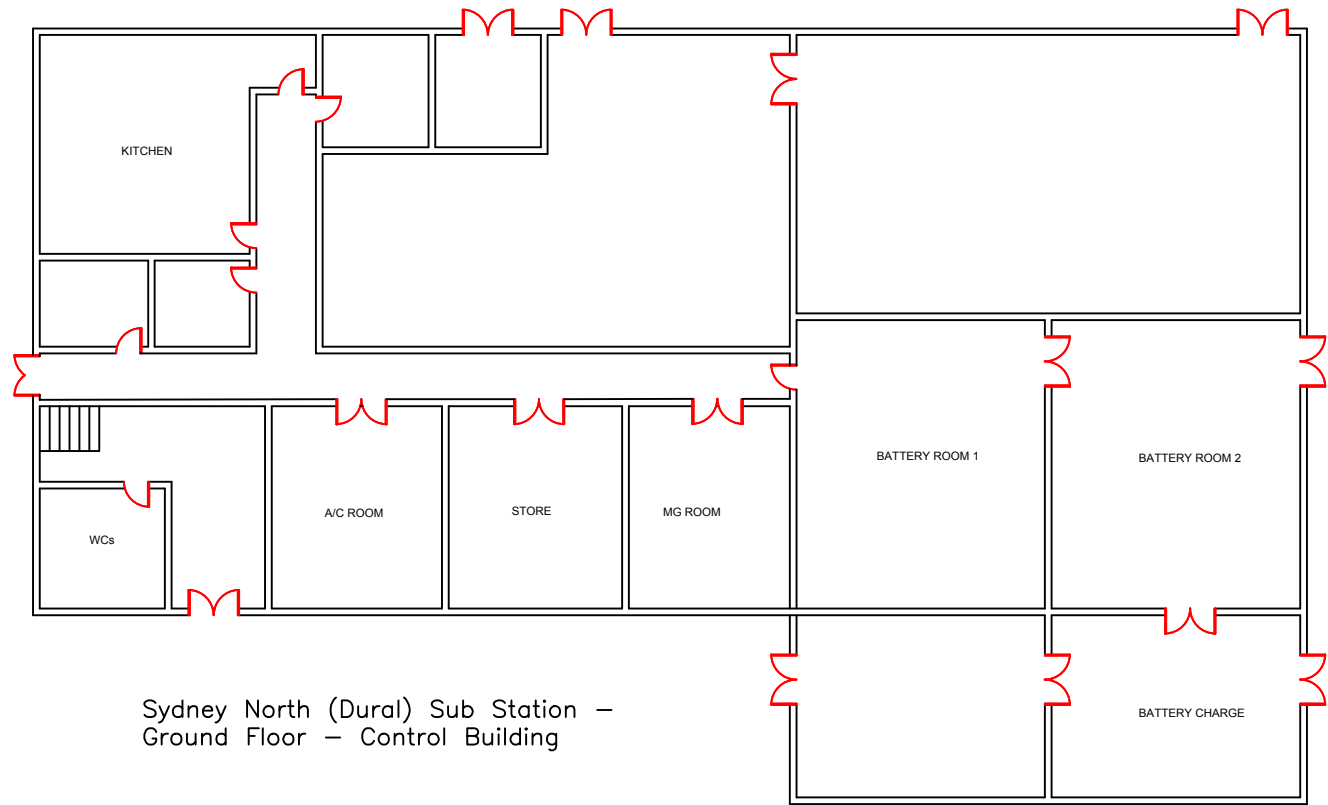 KITCHEN
BATTERY ROOM 1
BATTERY ROOM 2
A/C ROOM
STORE
MG ROOM
WCs
Sydney North (Dural) Sub Station –
Ground Floor – Control Building
BATTERY CHARGE